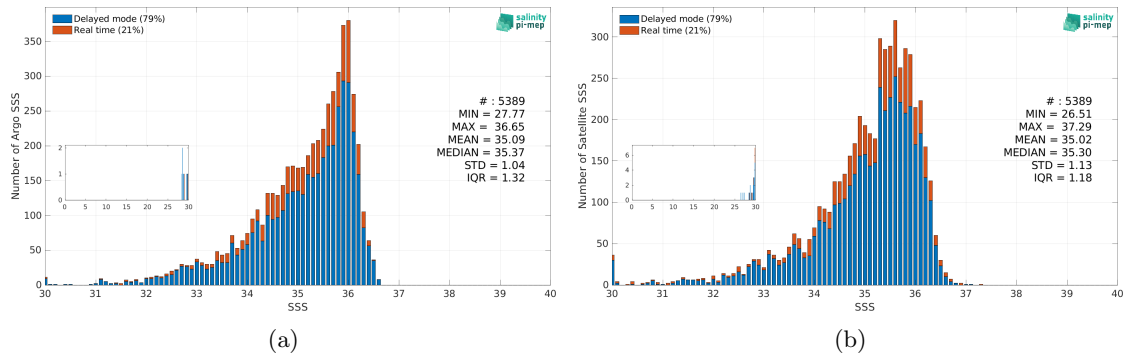 Delayed mode (79%)
Real time (21%)
salinity
pi-mep
350
300
250
200
150
100
50
0
Number of Argo SSS
# : 5389
MIN = 27.77
MAX = 36.65
MEAN = 35.09
MEDIAN = 35.37
STD = 1.04
IQR = 1.32
2
1
0
0 5 10 15 20 25 30
30 31 32 33 34 35 36 37 38 39 40
SSS
(a)
Delayed mode (79%)
Real time (21%)
salinity
pi-mep
300
250
200
150
100
50
0
Number of Satellite SSS
# : 5389
MIN = 26.51
MAX = 37.29
MEAN = 35.02
MEDIAN = 35.30
STD = 1.13
IQR = 1.18
6
4
2
0
0 5 10 15 20 25 30
30 31 32 33 34 35 36 37 38 39 40
SSS
(b)